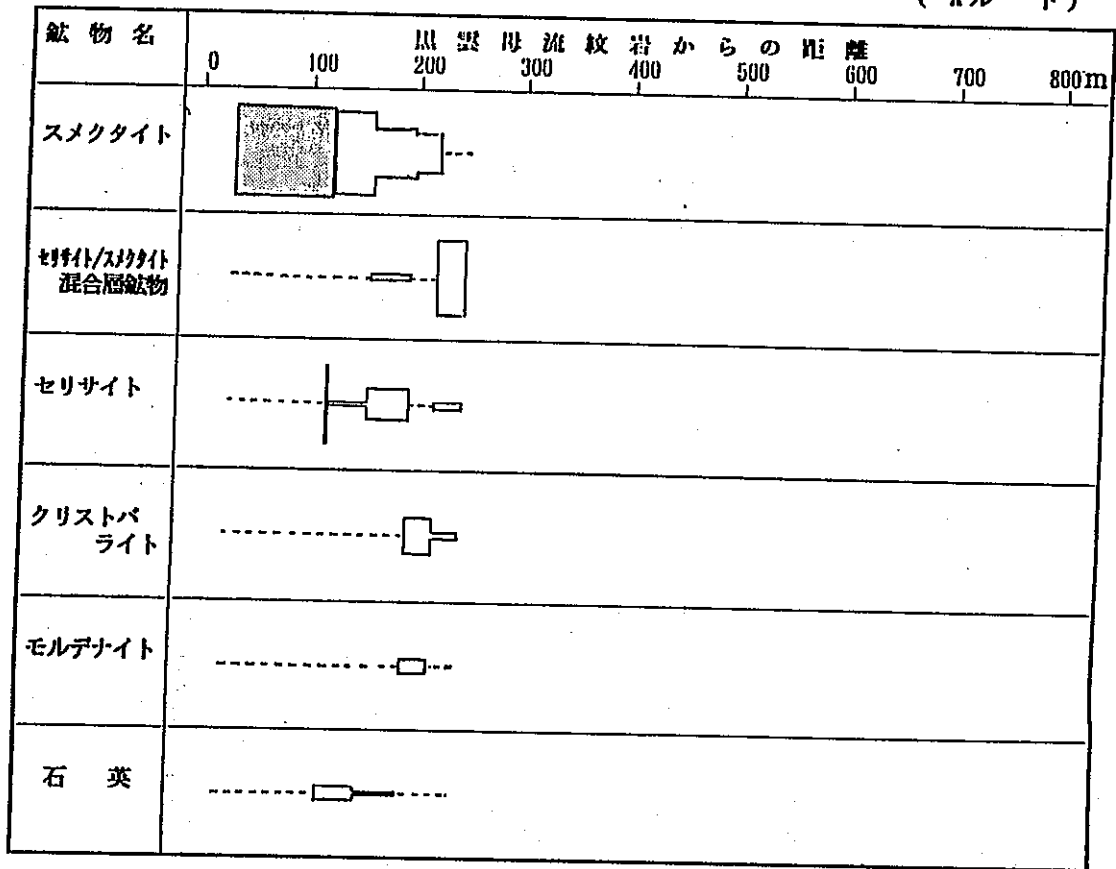 鉱物名
黒雲母流紋岩からの距離
0 100 200 300 400 500 600 700 800m
スメクタイト
セリサイト/スメクタイト
混合層鉱物
セリサイト
クリストバ
ライト
モルデナイト
石英